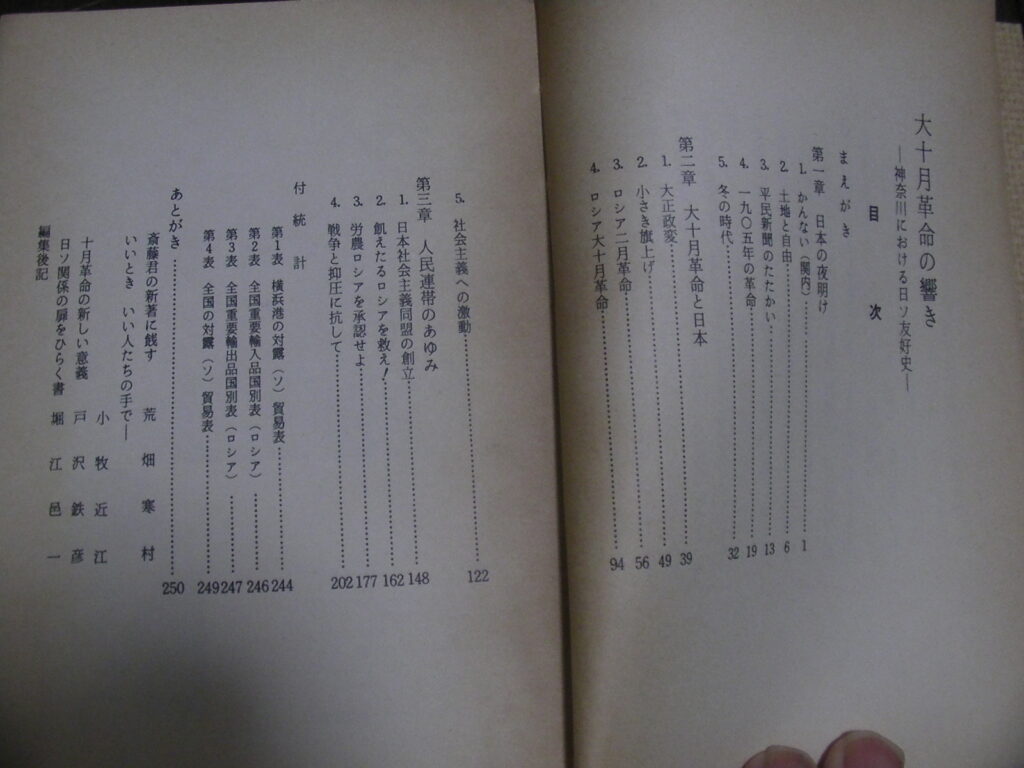 大十月革命の響き
―神奈川における日ソ友好史―
目次
まえがき
第一章 日本の夜明け
1. かんない(関内)…………1
2. 土地と自由…………6
3. 平民新聞のたたかい…………13
4. 一九〇五年の革命…………19
5. 冬の時代…………32
第二章 大十月革命と日本
1. 大正政変…………39
2. 小さき旗上げ…………49
3. ロシア二月革命…………56
4. ロシア大十月革命…………94
5. 社会主義への激動…………122
第三章 人民連帯のあゆみ
1. 日本社会主義同盟の創立…………148
2. 飢えたるロシアを救え!…………162
3. 労農ロシアを承認せよ…………177
4. 戦争と抑圧に抗して…………202
付統計
第1表 横浜港の対露(ソ)貿易表…………244
第2表 全国重要輸入品国別表(ロシア)…………246
第3表 全国重要輸出品国別表(ロシア)…………247
第4表 全国の対露(ソ)貿易表…………249
あとがき…………250
斎藤君の新著に餞す 荒畑寒村
いいとき いい人たちの手で― 小牧近江
十月革命の新しい意義 戸沢鉄彦
日ソ関係の扉をひらく書 堀江邑一
編集後記